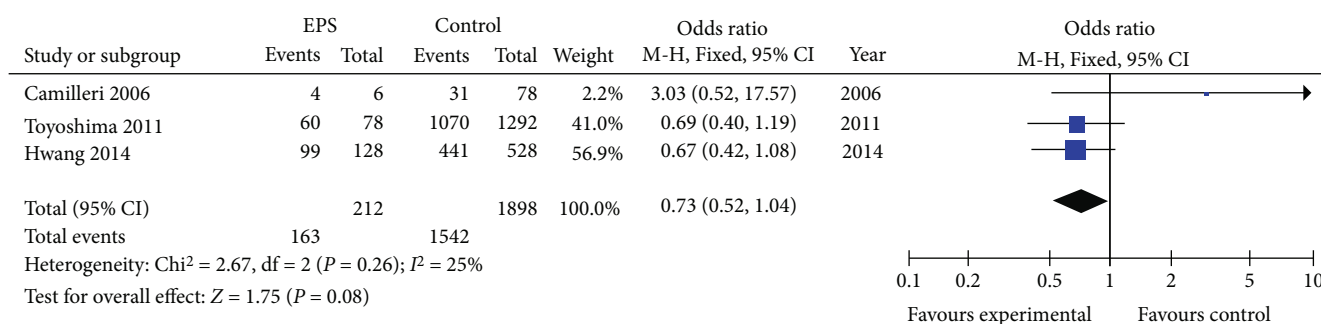 EPS Control Odds ratio Odds ratio
Study or subgroup Events Total Events Total Weight M-H, Fixed, 95% CI Year M-H, Fixed, 95% CI
Camilleri 2006 4 6 31 78 2.2% 3.03 (0.52, 17.57) 2006
Toyoshima 2011 60 78 1070 1292 41.0% 0.69 (0.40, 1.19) 2011
Hwang 2014 99 128 441 528 56.9% 0.67 (0.42, 1.08) 2014
Total (95% CI) 212 1898 100.0% 0.73 (0.52, 1.04)
Total events 163 1542
Heterogeneity: Chi² = 2.67, df = 2 (P = 0.26); I² = 25%
Test for overall effect: Z = 1.75 (P = 0.08)
0.1 0.2 0.5 1 2 5 10
Favours experimental Favours control